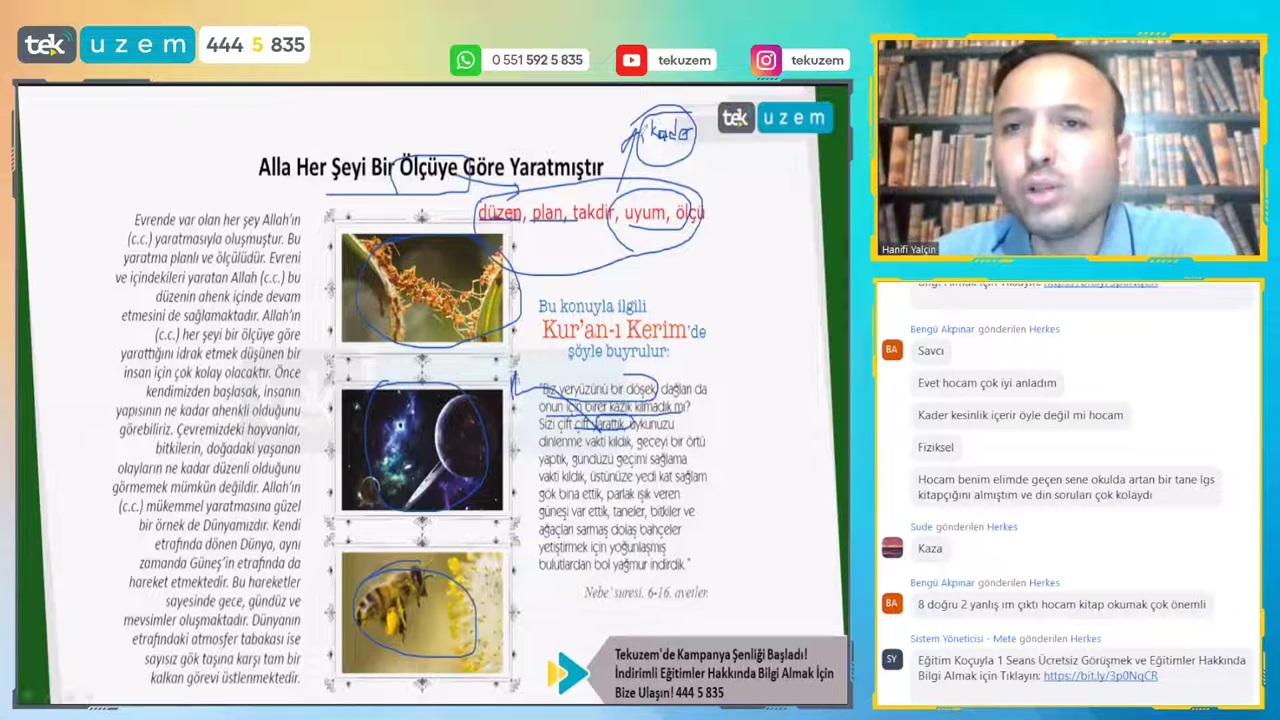 tek uzem 444 5 835
0 551 592 5 835
tekuzem
tekuzem
tek uzem
kader
Alla Her Şeyi Bir Ölçüye Göre Yaratmıştır
düzen, plan, takdir, uyum, ölçü
Evrende var olan her şey Allah'ın
(c.c.) yaratmasıyla oluşmuştur. Bu
yaratma planlı ve ölçülüdür. Evreni
ve içindekileri yaratan Allah (c.c.) bu
düzenin ahenk içinde devam
etmesini de sağlamaktadır. Allah'ın
(c.c.) her şeyi bir ölçüye göre
yarattığını idrak etmek düşünen bir
insan için çok kolay olacaktır. Önce
kendimizden başlasak, insanın
yapısının ne kadar ahenkli olduğunu
görebiliriz. Çevremizdeki hayvanlar,
bitkilerin, doğadaki yaşanan
olayların ne kadar düzenli olduğunu
görmemek mümkün değildir. Allah'ın
(c.c.) mükemmel yaratmasına güzel
bir örnek de Dünyamızdır. Kendi
etrafında dönen Dünya, aynı
zamanda Güneş'in etrafında da
hareket etmektedir. Bu hareketler
sayesinde gece, gündüz ve
mevsimler oluşmaktadır. Dünyanın
etrafındaki atmosfer tabakası ise
sayısız gök taşına karşı tam bir
kalkan görevi üstlenmektedir.
Bu konuyla ilgili
Kur'an-ı Kerim'de
şöyle buyrulur:
"Biz yeryüzünü bir döşek, dağları da
onun için birer kazık kılmadık mı?
Sizi çift çift yarattık, uykunuzu
dinlenme vakti kıldık, geceyi bir örtü
yaptık, gündüzü geçimi sağlama
vakti kıldık, üstünüze yedi kat sağlam
gök bina ettik, parlak ışık veren
güneşi var ettik, taneler, bitkiler ve
ağaçları sarmaş dolaş bahçeler
yetiştirmek için yoğunlaşmış
bulutlardan bol yağmur indirdik."
Nebe' suresi, 6-16. ayetler.
Tekuzem'de Kampanya Şenliği Başladı!
İndirimli Eğitimler Hakkında Bilgi Almak İçin
Bize Ulaşın! 444 5 835
Hanifi Yalçın
Bengü Akpınar gönderilen Herkes
BA
Savcı
Evet hocam çok iyi anladım
Kader kesinlik içerir öyle değil mi hocam
Fiziksel
Hocam benim elimde geçen sene okulda artan bir tane lgs
kitapçığını almıştım ve din soruları çok kolaydı
Sude gönderilen Herkes
Kaza
Bengü Akpınar gönderilen Herkes
BA
8 doğru 2 yanlış ım çıktı hocam kitap okumak çok önemli
Sistem Yöneticisi - Mete gönderilen Herkes
SY
Eğitim Koçuyla 1 Seans Ücretsiz Görüşmek ve Eğitimler Hakkında
Bilgi Almak için Tıklayın: https://bit.ly/3p0NqCR